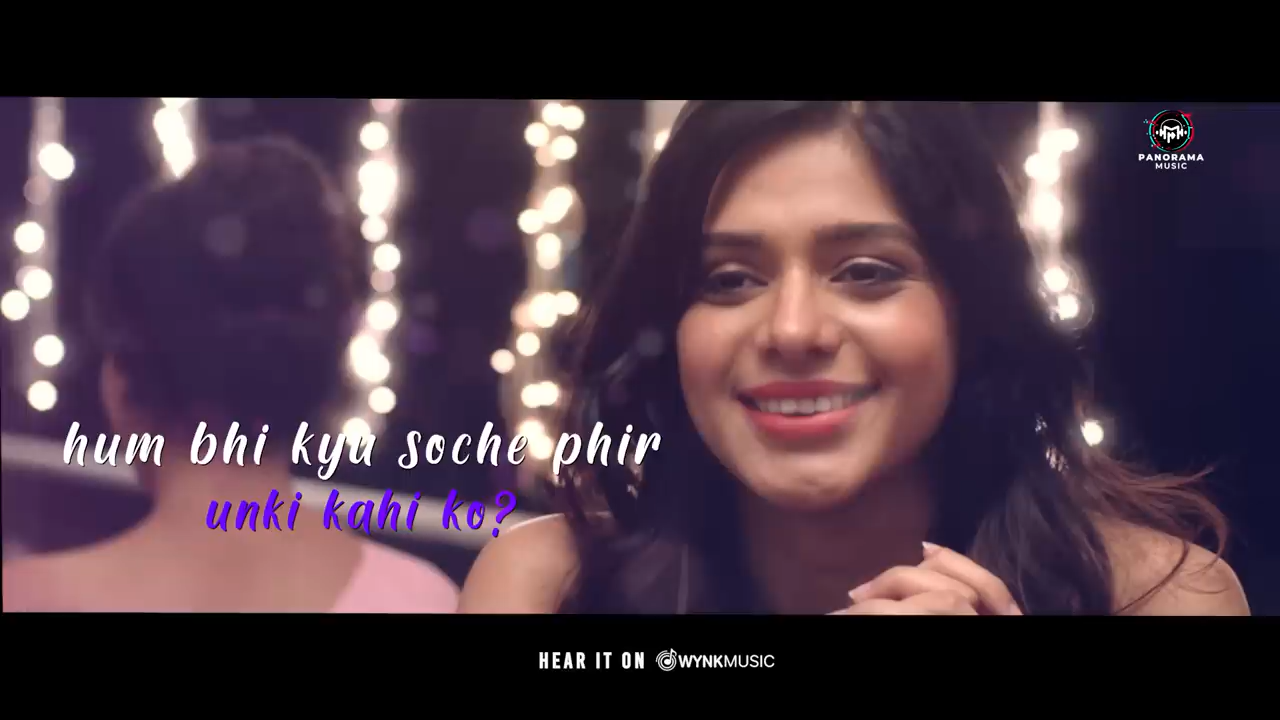 PANORAMA
MUSIC
hum bhi kyu soche phir
unki kahi ko?
HEAR IT ON WYNKMUSIC